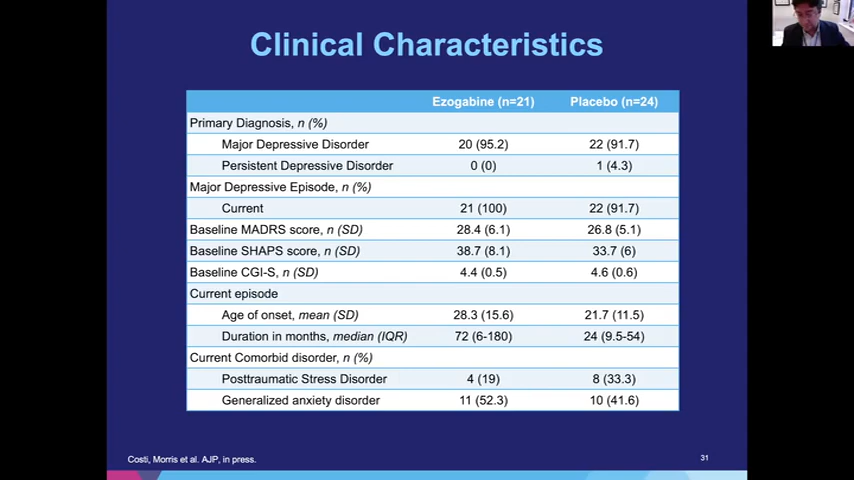 Clinical Characteristics
Ezogabine (n=21) Placebo (n=24)
Primary Diagnosis, n (%)
Major Depressive Disorder 20 (95.2) 22 (91.7)
Persistent Depressive Disorder 0 (0) 1 (4.3)
Major Depressive Episode, n (%)
Current 21 (100) 22 (91.7)
Baseline MADRS score, n (SD) 28.4 (6.1) 26.8 (5.1)
Baseline SHAPS score, n (SD) 38.7 (8.1) 33.7 (6)
Baseline CGI-S, n (SD) 4.4 (0.5) 4.6 (0.6)
Current episode
Age of onset, mean (SD) 28.3 (15.6) 21.7 (11.5)
Duration in months, median (IQR) 72 (6-180) 24 (9.5-54)
Current Comorbid disorder, n (%)
Posttraumatic Stress Disorder 4 (19) 8 (33.3)
Generalized anxiety disorder 11 (52.3) 10 (41.6)
Costi, Morris et al. AJP, in press.
31